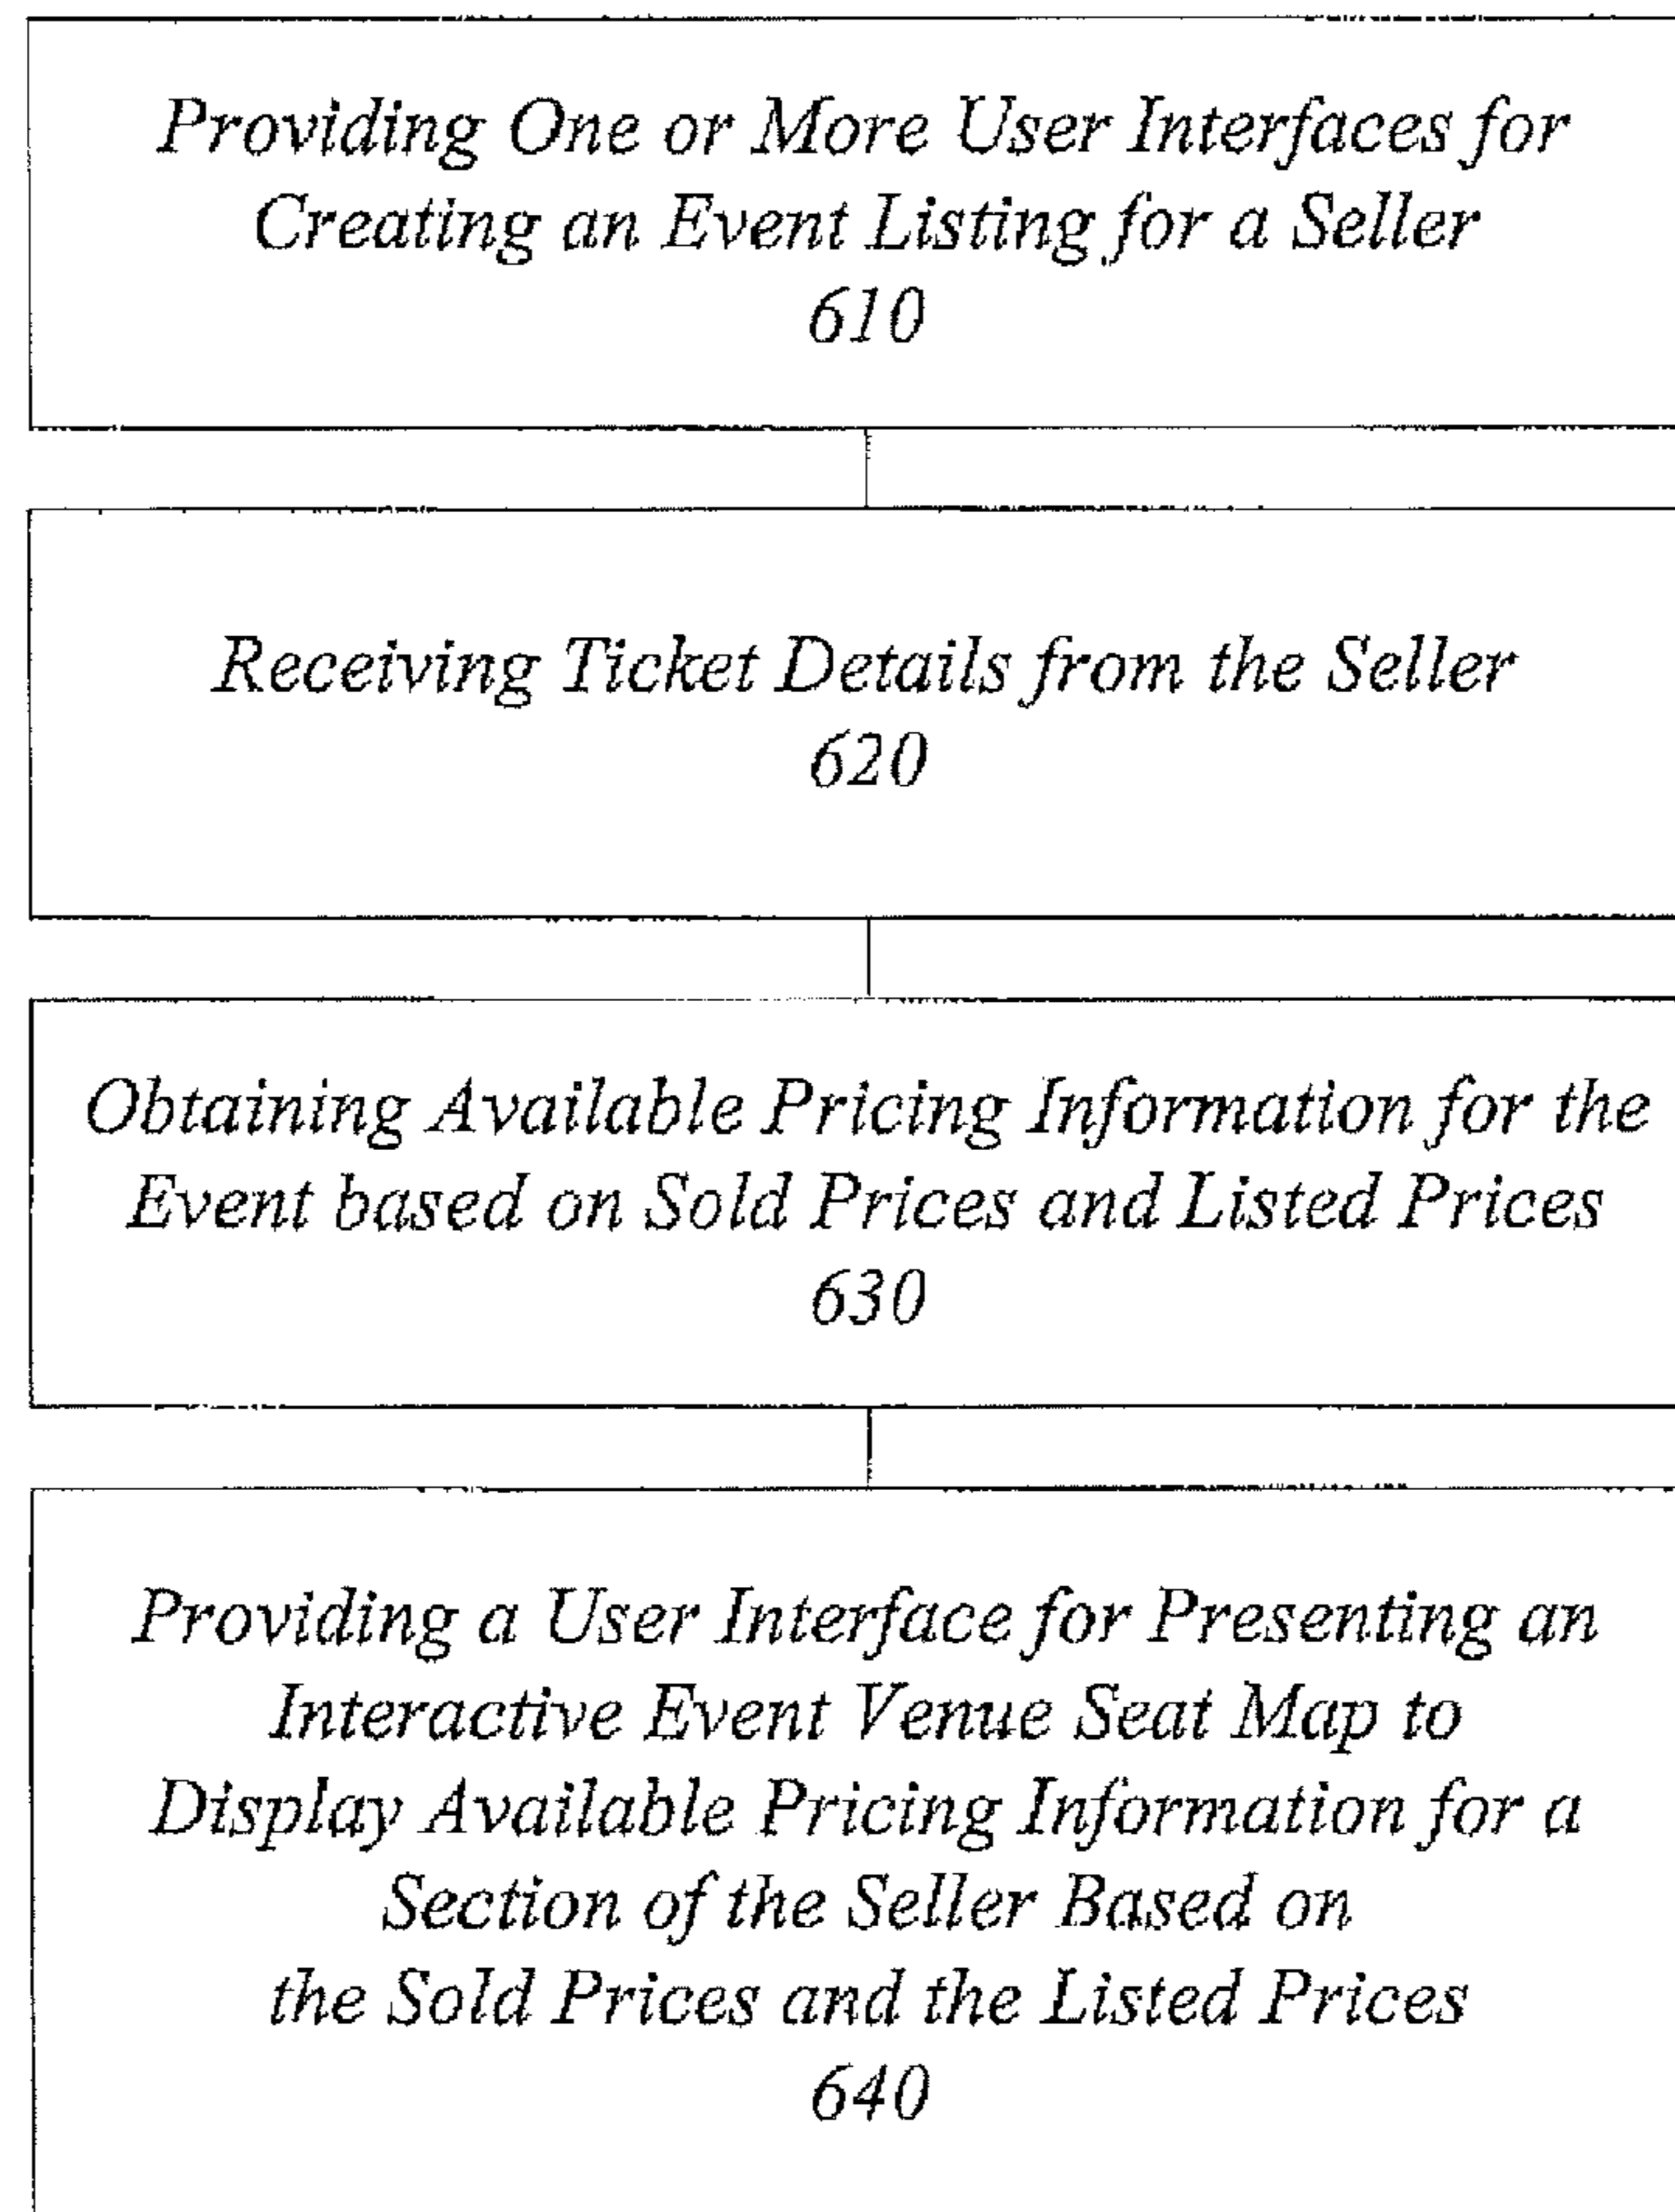 Providing One or More User Interfaces for
Creating an Event Listing for a Seller
610
Receiving Ticket Details from the Seller
620
Obtaining Available Pricing Information for the
Event based on Sold Prices and Listed Prices
630
Providing a User Interface for Presenting an
Interactive Event Venue Seat Map to
Display Available Pricing Information for a
Section of the Seller Based on
the Sold Prices and the Listed Prices
640